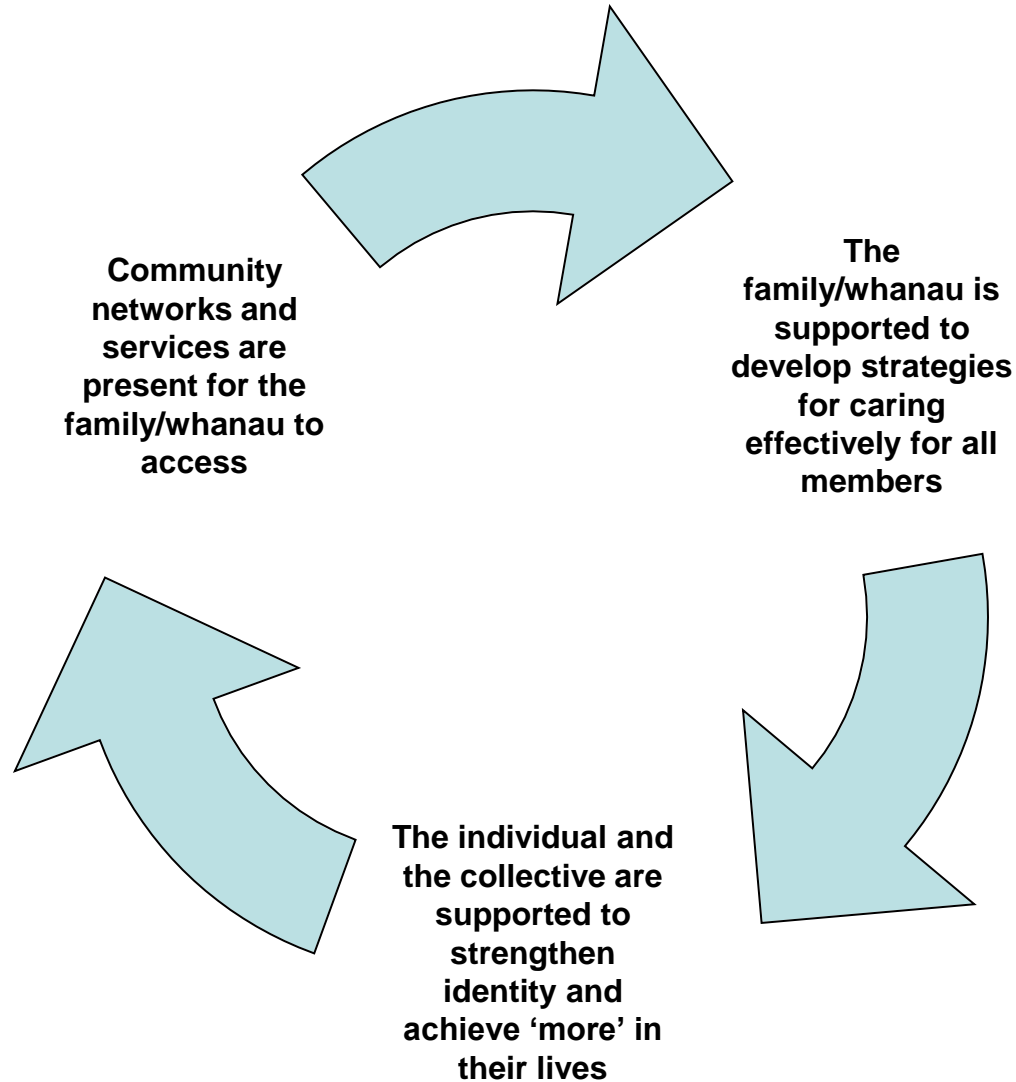 Community
networks and
services are
present for the
family/whanau to
access
The
family/whanau is
supported to
develop strategies
for caring
effectively for all
members
The individual and
the collective are
supported to
strengthen
identity and
achieve ‘more’ in
their lives